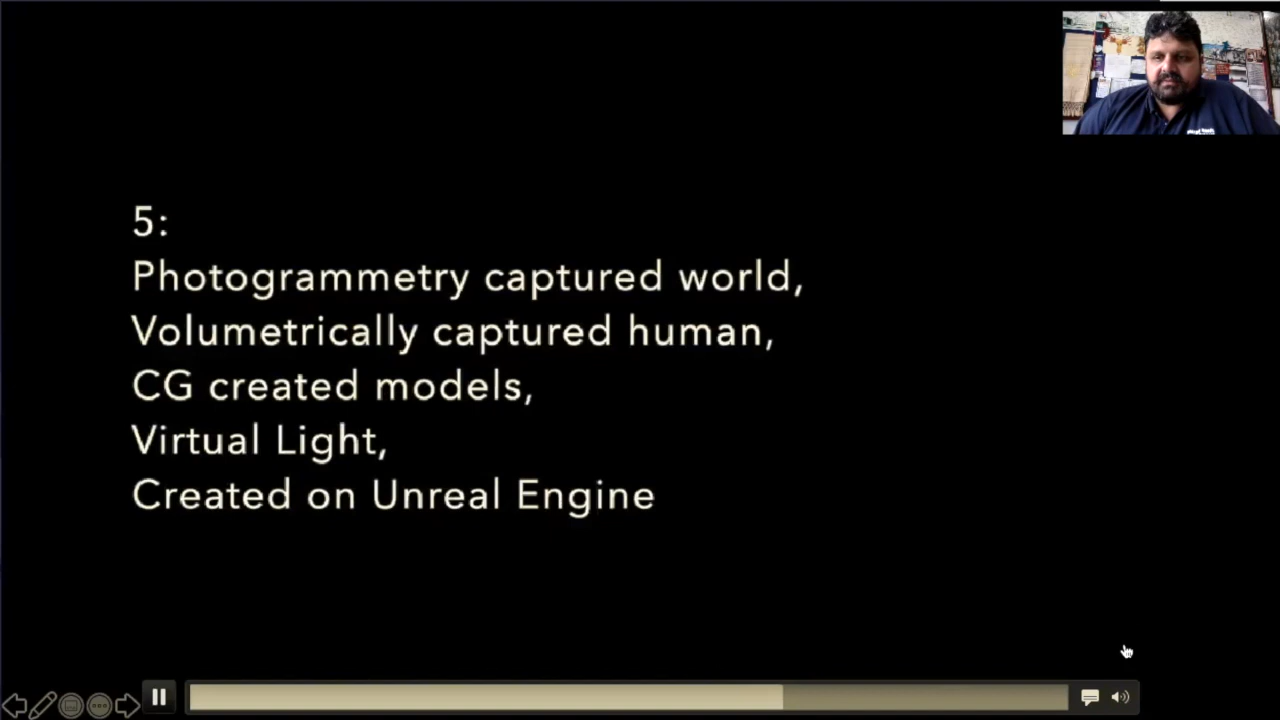 5:
Photogrammetry captured world,
Volumetrically captured human,
CG created models,
Virtual Light,
Created on Unreal Engine